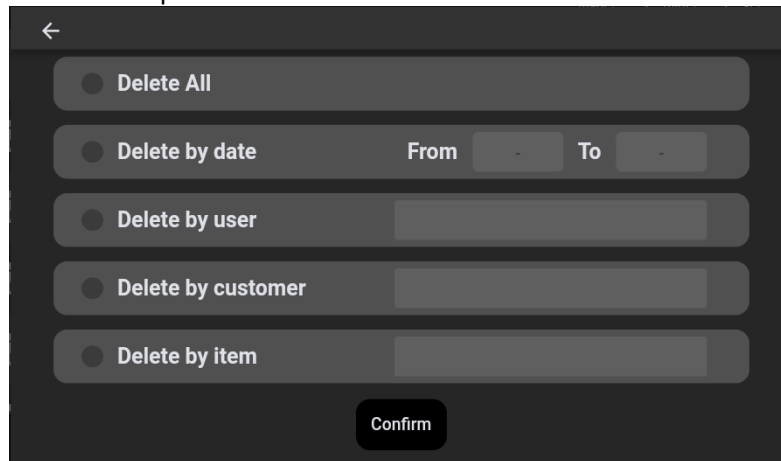 Delete All
Delete by date From - To -
Delete by user
Delete by customer
Delete by item
Confirm